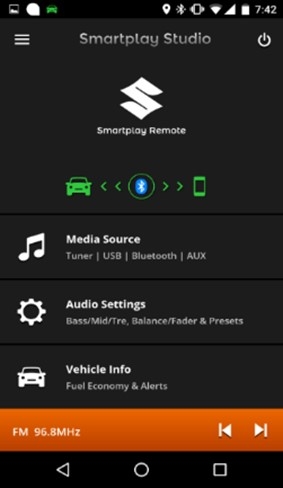 7:42
Smartplay Studio
Smartplay Remote
Media Source
Tuner | USB | Bluetooth | AUX
Audio Settings
Bass/Mid/Tre, Balance/Fader & Presets
Vehicle Info
Fuel Economy & Alerts
FM 96.8MHz